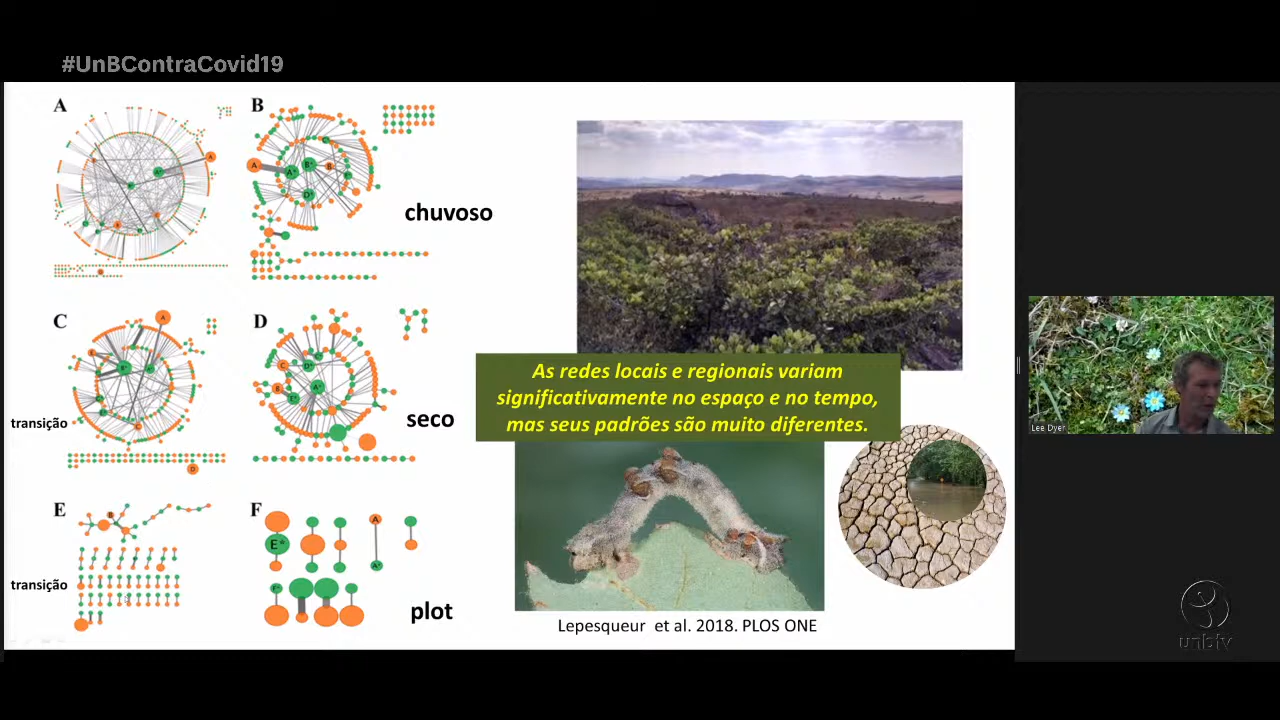 #UnBContraCovid19
A
B
chuvoso
C
D
transição
seco
As redes locais e regionais variam
significativamente no espaço e no tempo,
mas seus padrões são muito diferentes.
Lee Dyer
E
F
transição
plot
Lepesqueur et al. 2018. PLOS ONE
unbtv